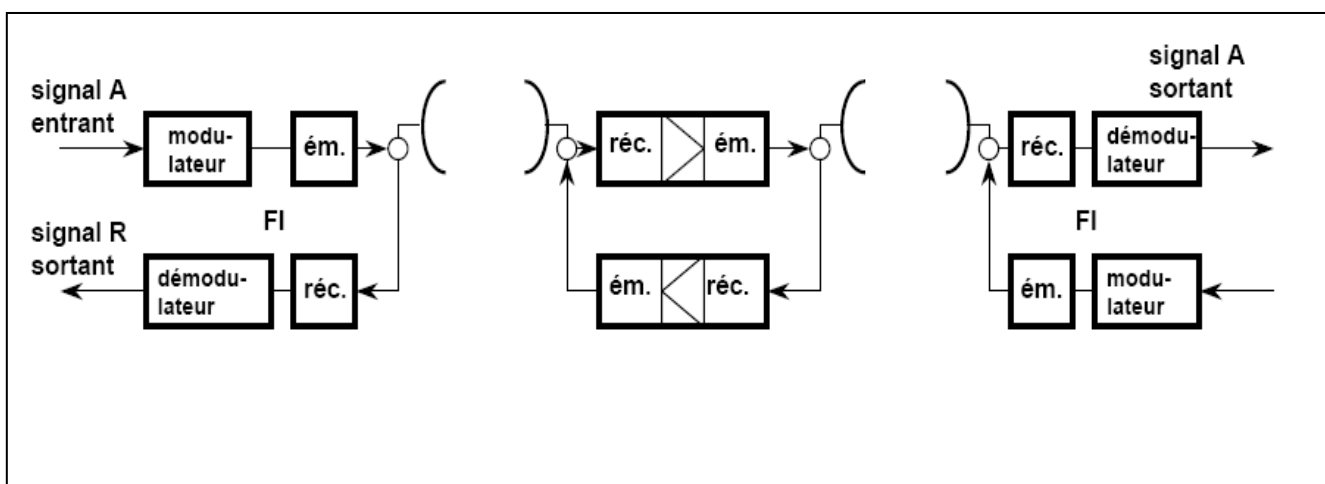 signal A
entrant
modu-
lateur
ém.
réc.
ém.
signal A
sortant
réc.
démodu-
lateur
FI
FI
signal R
sortant
démodu-
lateur
réc.
ém.
réc.
ém.
modu-
lateur